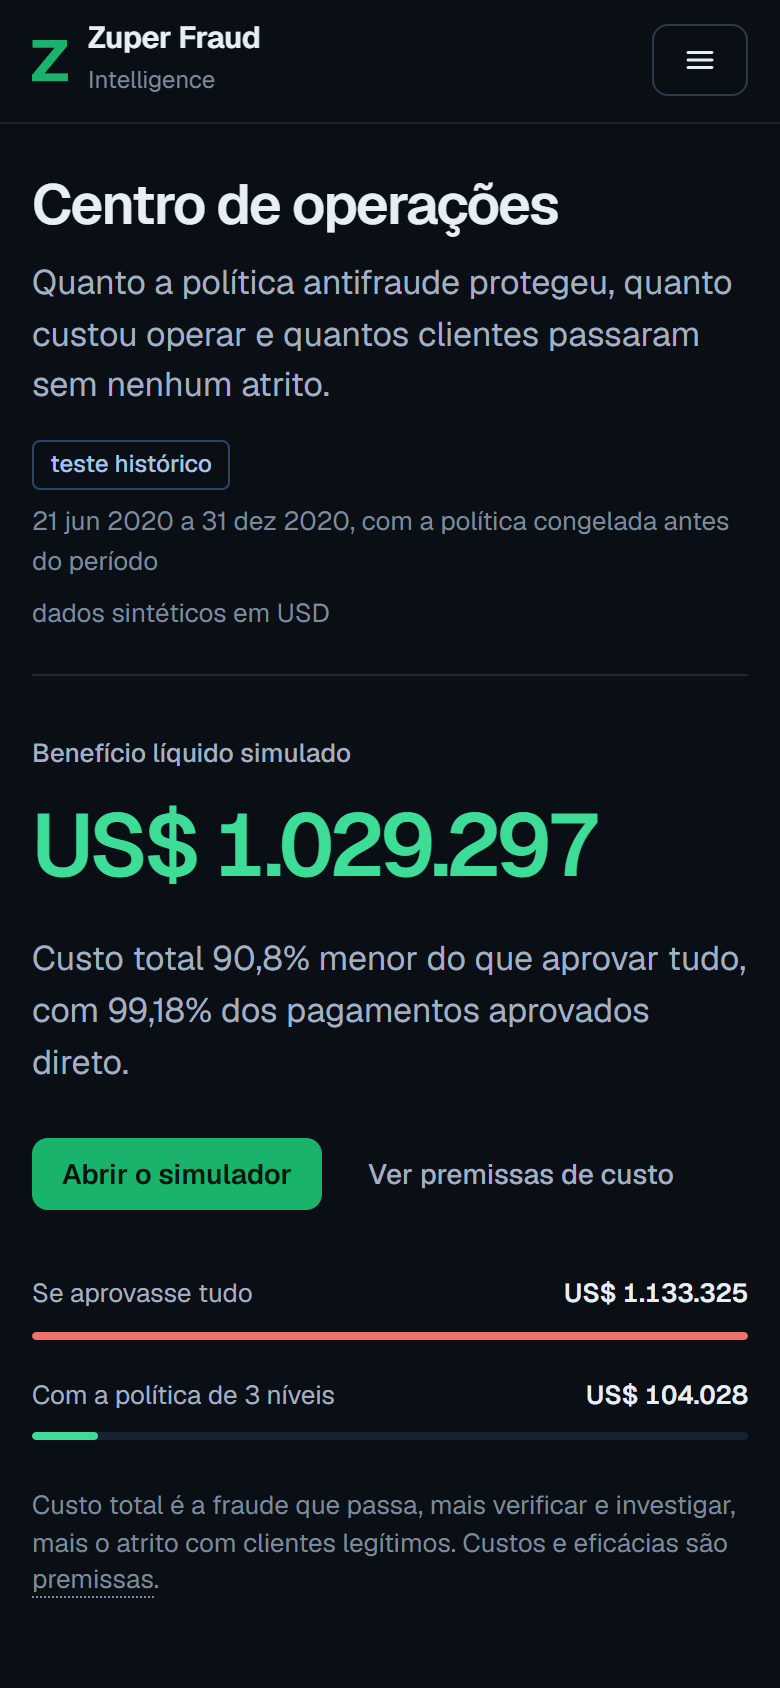 Z
Zuper Fraud
Intelligence
Centro de operações
Quanto a política antifraude protegeu, quanto
custou operar e quantos clientes passaram
sem nenhum atrito.
teste histórico
21 jun 2020 a 31 dez 2020, com a política congelada antes
do período
dados sintéticos em USD
Benefício líquido simulado
US$ 1.029.297
Custo total 90,8% menor do que aprovar tudo,
com 99,18% dos pagamentos aprovados
direto.
Abrir o simulador
Ver premissas de custo
Se aprovasse tudo
US$ 1.133.325
Com a política de 3 níveis
US$ 104.028
Custo total é a fraude que passa, mais verificar e investigar,
mais o atrito com clientes legítimos. Custos e eficácias são
premissas.